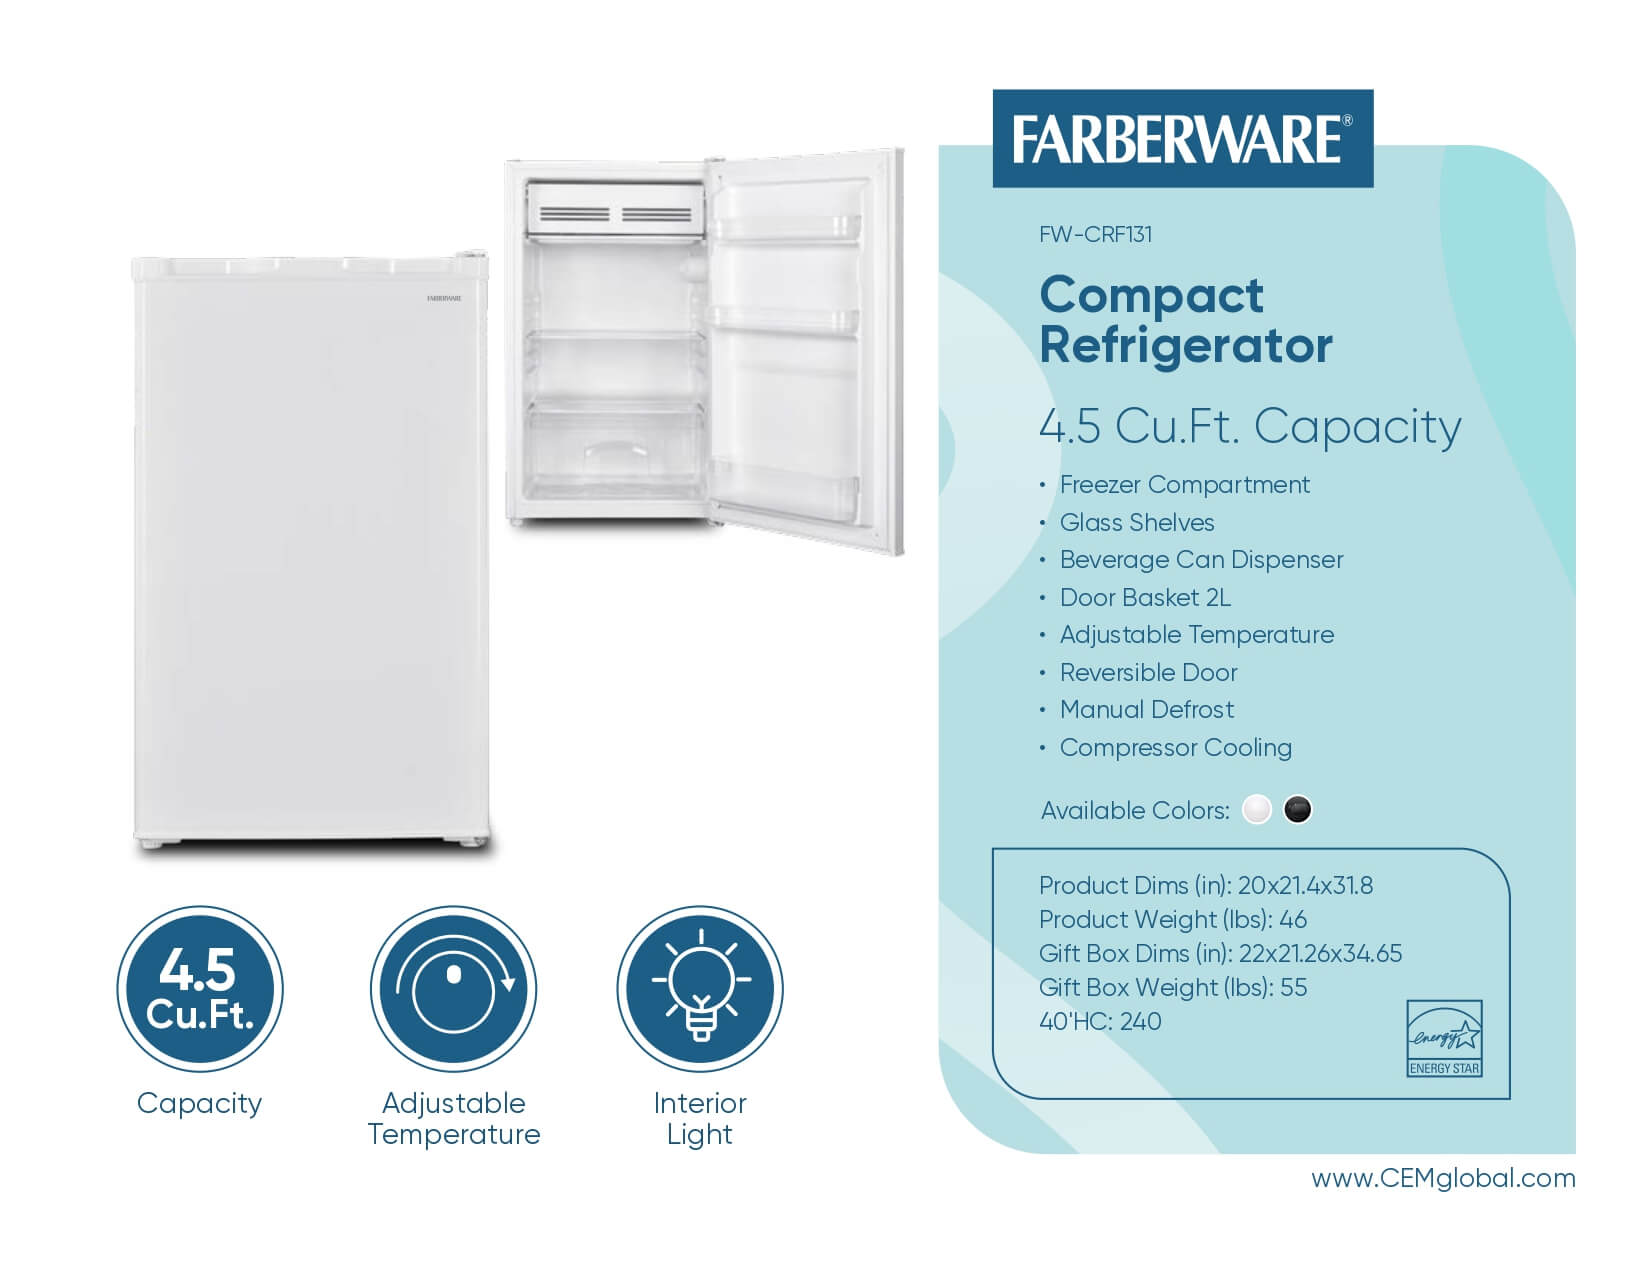 FARBERWARE®
FW-CRF131
Compact
Refrigerator
4.5 Cu.Ft. Capacity
• Freezer Compartment
• Glass Shelves
• Beverage Can Dispenser
• Door Basket 2L
• Adjustable Temperature
• Reversible Door
• Manual Defrost
• Compressor Cooling
Available Colors:
Product Dims (in): 20x21.4x31.8
Product Weight (lbs): 46
Gift Box Dims (in): 22x21.26x34.65
Gift Box Weight (lbs): 55
40'HC: 240
energy
ENERGY STAR
FARBERWARE
4.5
Cu.Ft.
Capacity
Adjustable
Temperature
Interior
Light
www.CEMglobal.com